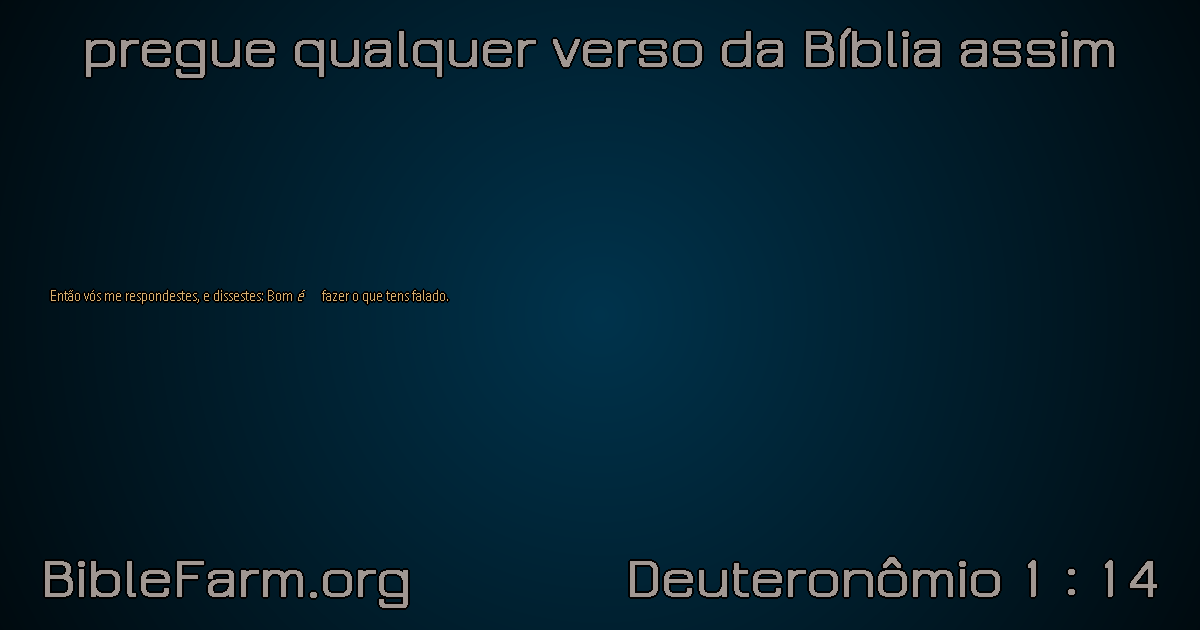 pregue qualquer verso da Bíblia assim
Então vós me respondestes, e dissestes: Bom é fazer o que tens falado.
BibleFarm.org
Deuteronômio 1 : 14